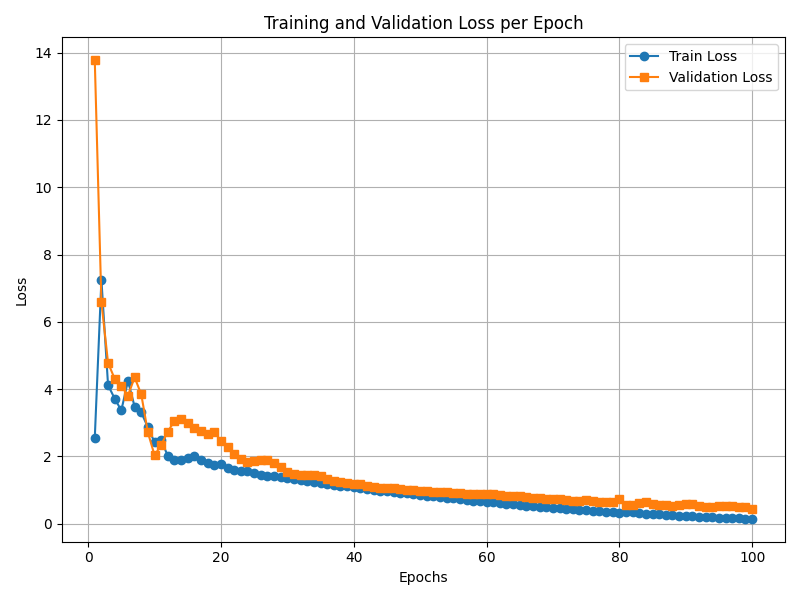 Training and Validation Loss per Epoch
Train Loss
Validation Loss
14
12
10
8
6
4
2
0
Loss
0 20 40 60 80 100
Epochs